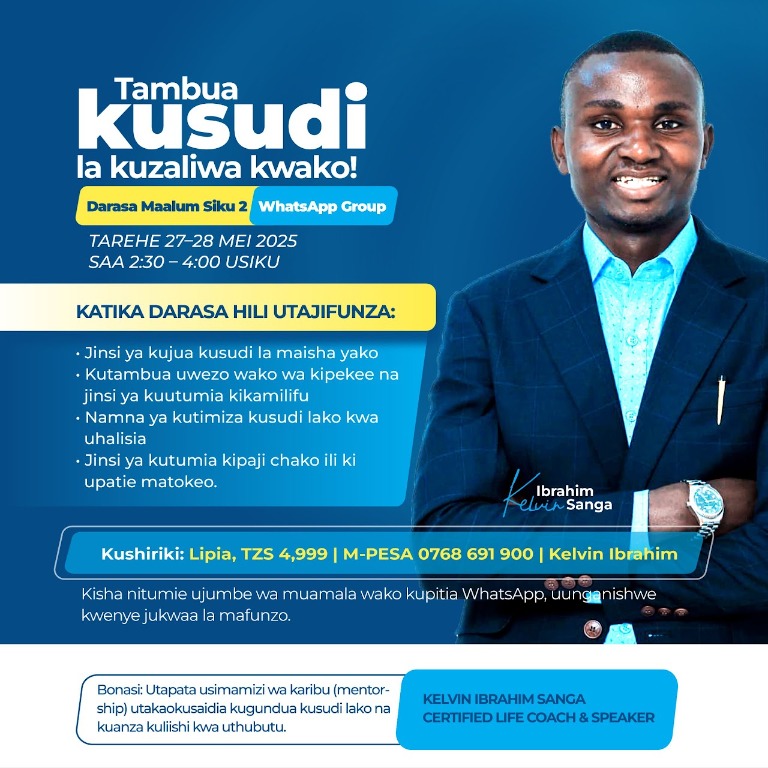 Tambua
kusudi
la kuzaliwa kwako!
Darasa Maalum Siku 2 WhatsApp Group
TAREHE 27–28 MEI 2025
SAA 2:30 – 4:00 USIKU
KATIKA DARASA HILI UTAJIFUNZA:
• Jinsi ya kujua kusudi la maisha yako
• Kutambua uwezo wako wa kipekee na
jinsi ya kuutumia kikamilifu
• Namna ya kutimiza kusudi lako kwa
uhalisia
• Jinsi ya kutumia kipaji chako ili ki
upatie matokeo.
Ibrahim
Kelvin Sanga
Kushiriki: Lipia, TZS 4,999 | M-PESA 0768 691 900 | Kelvin Ibrahim
Kisha nitumie ujumbe wa muamala wako kupitia WhatsApp, uunganishwe
kwenye jukwaa la mafunzo.
Bonasi: Utapata usimamizi wa karibu (mentor-
ship) utakaokusaidia kugundua kusudi lako na
kuanza kuliishi kwa uthubutu.
KELVIN IBRAHIM SANGA
CERTIFIED LIFE COACH & SPEAKER